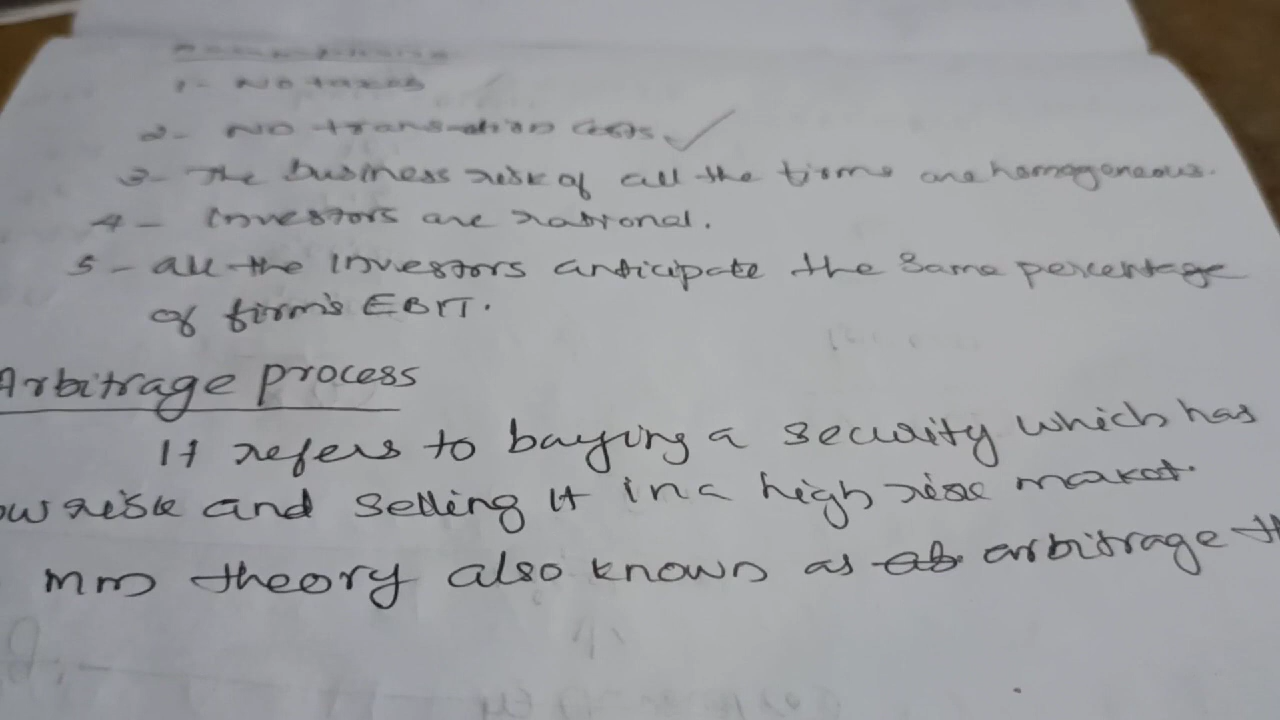 1- No taxes
2- No transaction costs
3- The business risk of all the firms are homogeneous.
4- Investors are rational.
5- all the Investors anticipate the same percentage
of firm's EBIT.
Arbitrage process
It refers to buying a security which has
risk and selling it in a high risk market.
mm theory also known as arbitrage